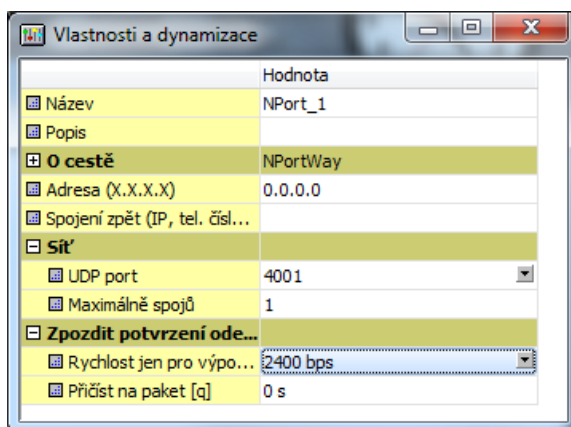 Vlastnosti a dynamizace
Hodnota
Název NPort_1
Popis
O cestě NPortWay
Adresa (X.X.X.X) 0.0.0.0
Spojení zpět (IP, tel. čísl...
Síť
UDP port 4001
Maximálně spojů 1
Zpozdit potvrzení ode...
Rychlost jen pro výpo... 2400 bps
Přičíst na paket [q] 0 s